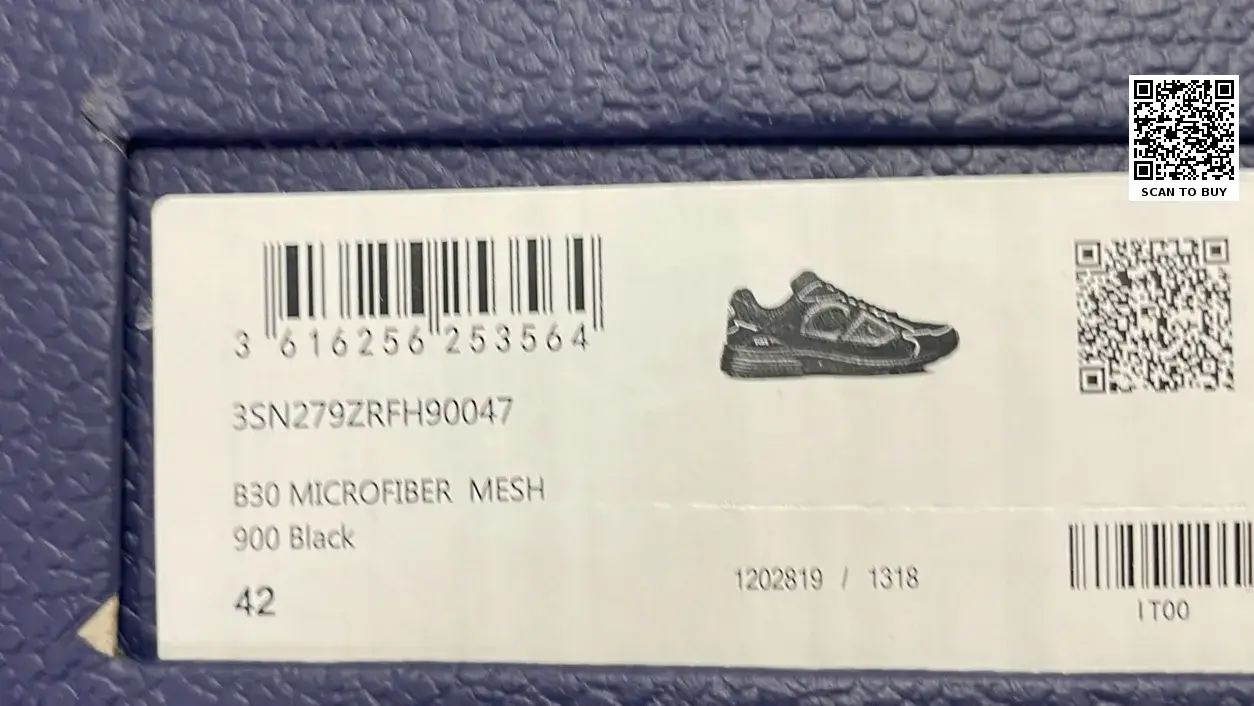 SCAN TO BUY
3 616256 253564
3SN279ZRFH90047
B30 MICROFIBER MESH
900 Black
42
1202819 / 1318
IT00